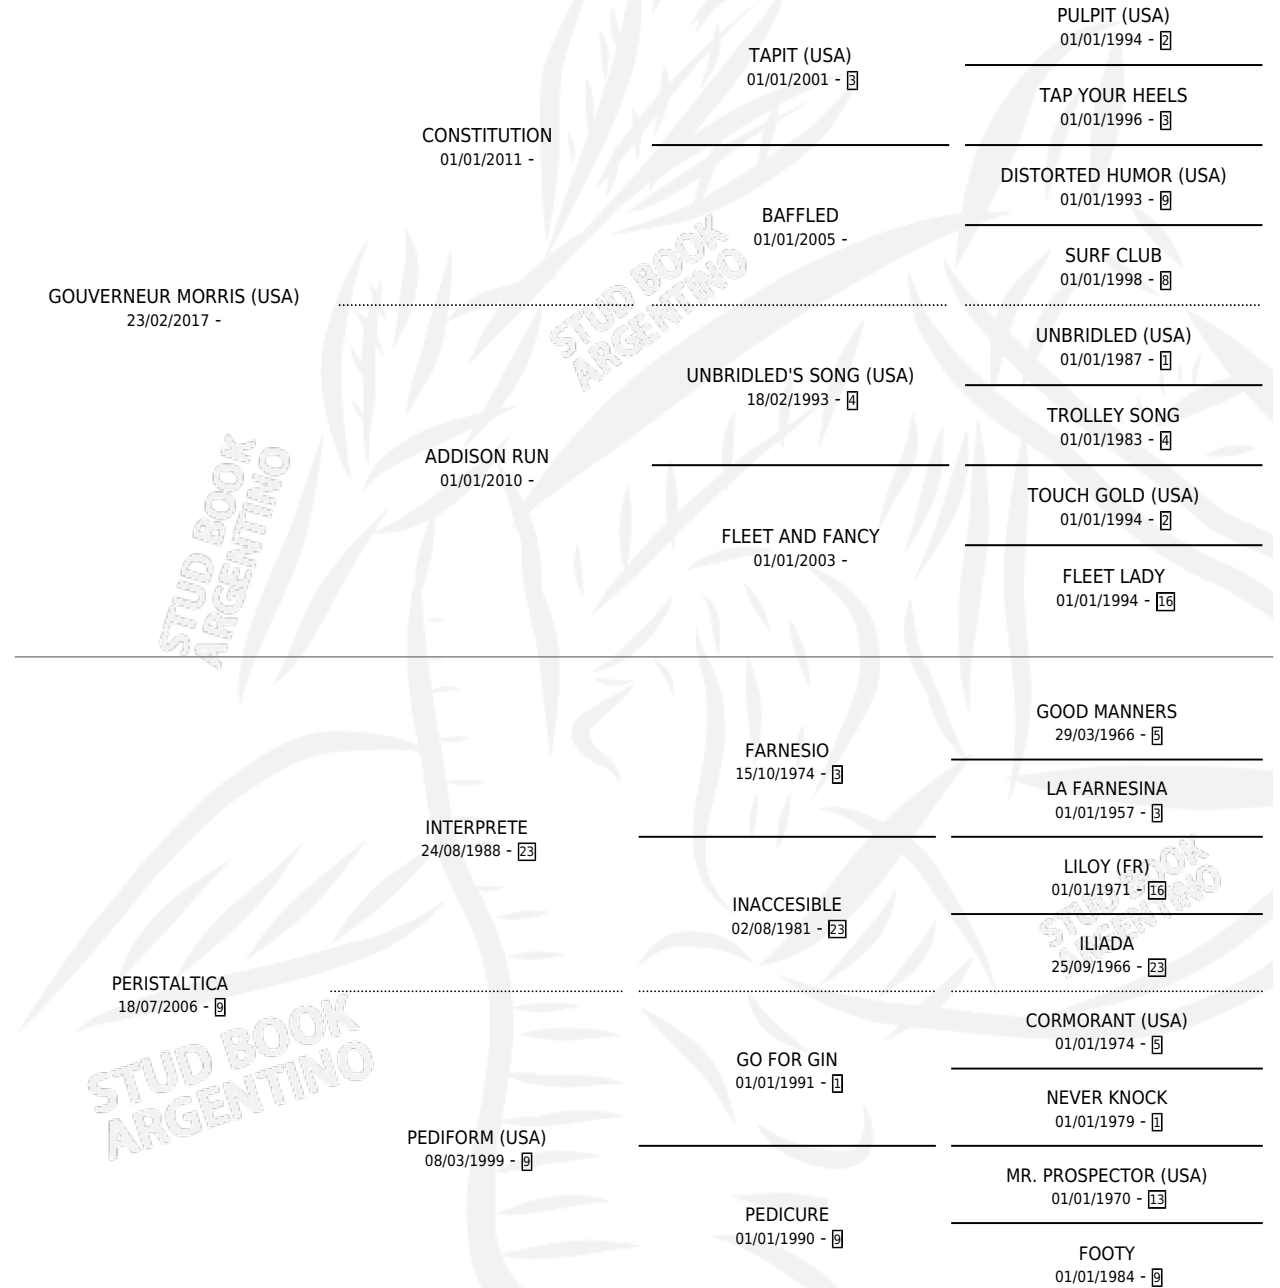 PULPIT (USA)
01/01/1994 - 2
TAPIT (USA)
01/01/2001 - 3
TAP YOUR HEELS
01/01/1996 - 3
CONSTITUTION
01/01/2011 -
DISTORTED HUMOR (USA)
01/01/1993 - 9
BAFFLED
01/01/2005 -
SURF CLUB
01/01/1998 - 8
GOUVERNEUR MORRIS (USA)
23/02/2017 -
UNBRIDLED (USA)
01/01/1987 - 1
UNBRIDLED'S SONG (USA)
18/02/1993 - 4
TROLLEY SONG
01/01/1983 - 4
ADDISON RUN
01/01/2010 -
TOUCH GOLD (USA)
01/01/1994 - 2
FLEET AND FANCY
01/01/2003 -
FLEET LADY
01/01/1994 - 16
GOOD MANNERS
29/03/1966 - 5
FARNESIO
15/10/1974 - 3
LA FARNESINA
01/01/1957 - 3
INTERPRETE
24/08/1988 - 23
LILOY (FR)
01/01/1971 - 16
INACCESIBLE
02/08/1981 - 23
ILIADA
25/09/1966 - 23
PERISTALTICA
18/07/2006 - 9
CORMORANT (USA)
01/01/1974 - 5
GO FOR GIN
01/01/1991 - 1
NEVER KNOCK
01/01/1979 - 1
PEDIFORM (USA)
08/03/1999 - 9
MR. PROSPECTOR (USA)
01/01/1970 - 13
PEDICURE
01/01/1990 - 9
FOOTY
01/01/1984 - 9
STUD BOOK
ARGENTINO
STUD BOOK
ARGENTINO
STUD BOOK
ARGENTINO
STUD BOOK
ARGENTINO